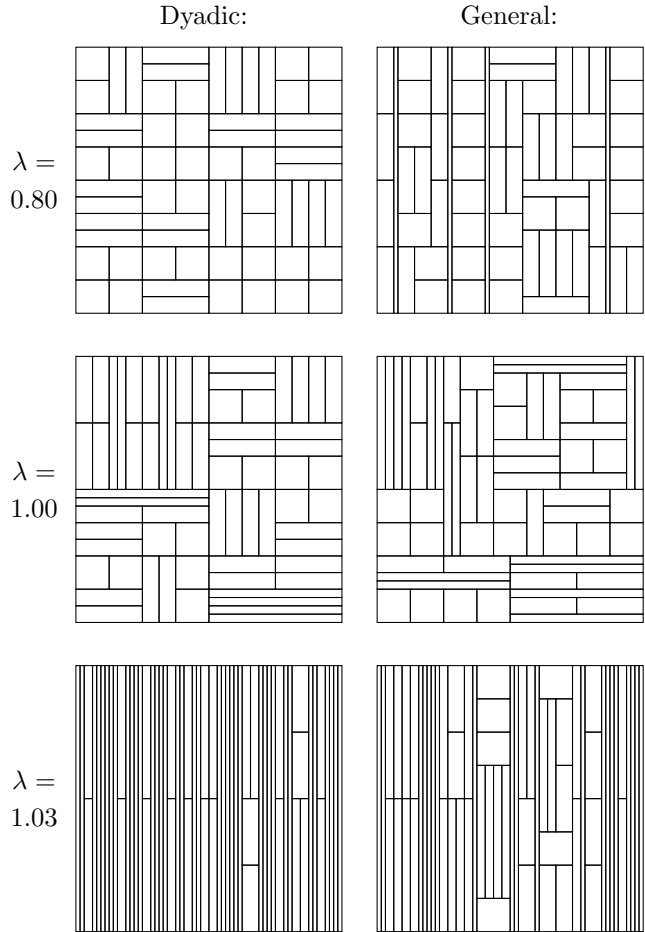 Dyadic: General:
λ =
0.80
λ =
1.00
λ =
1.03